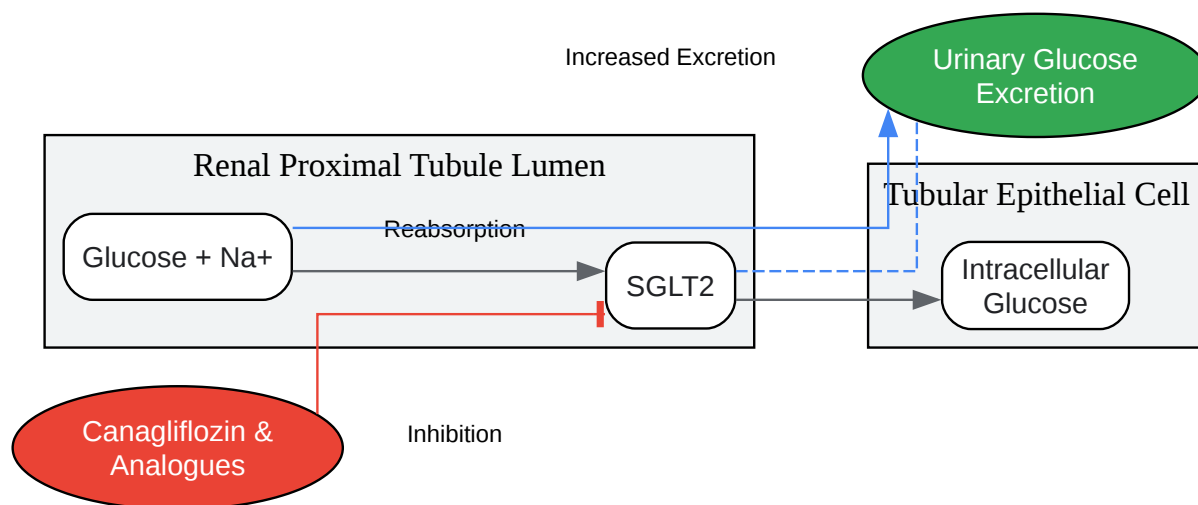 Increased Excretion
Urinary Glucose
Excretion
Renal Proximal Tubule Lumen
Tubular Epithelial Cell
Reabsorption
Glucose + Na+
SGLT2
Intracellular
Glucose
Canagliflozin &
Analogues
Inhibition